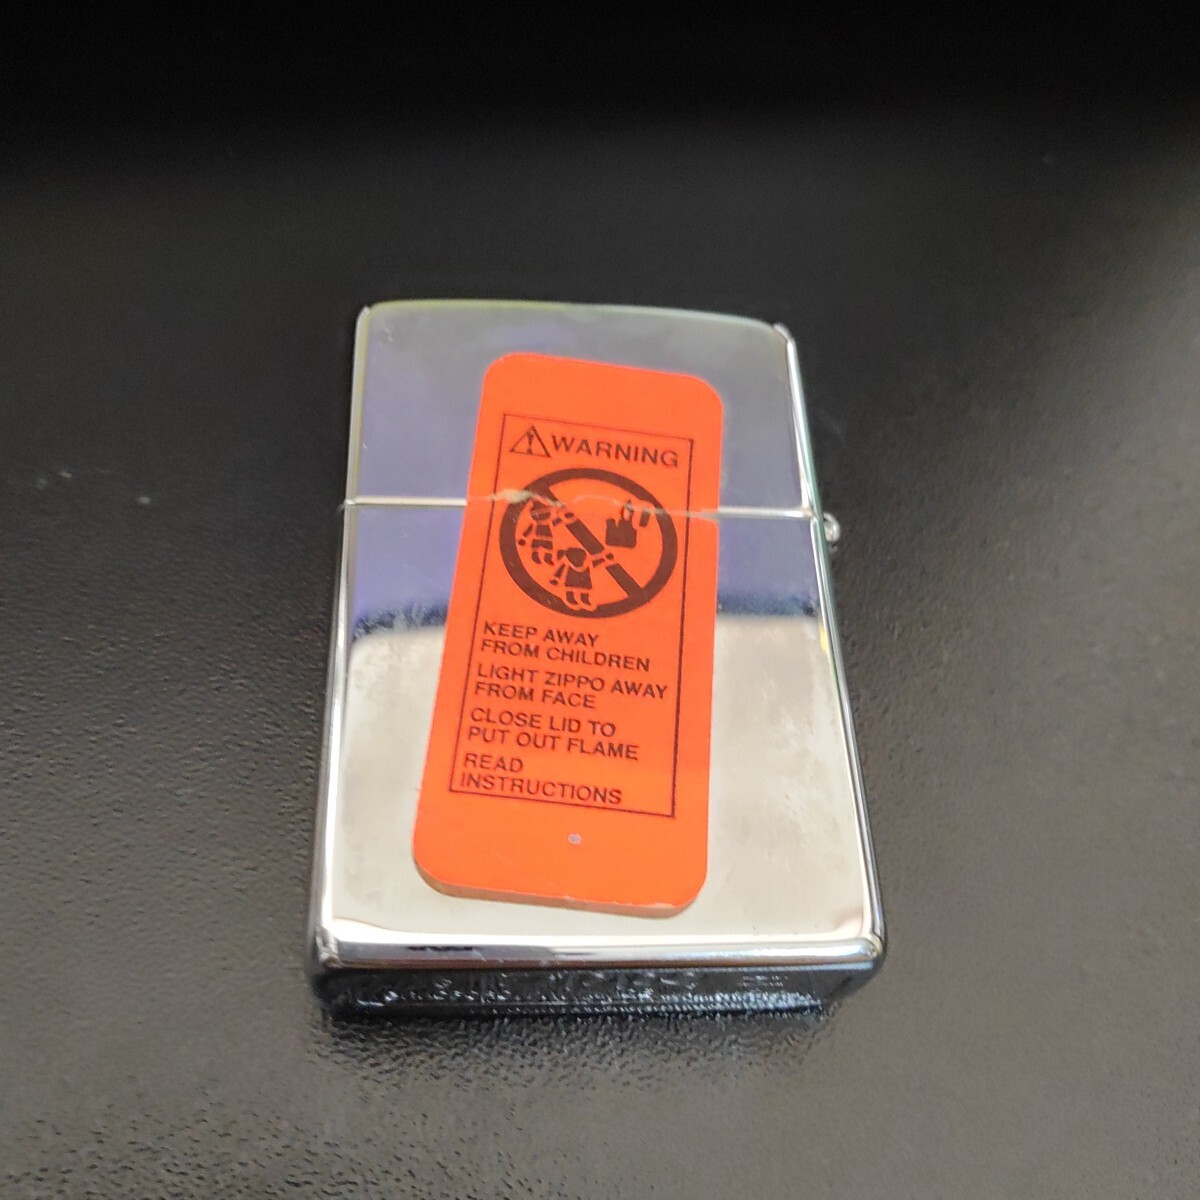 WARNING
KEEP AWAY
FROM CHILDREN
LIGHT ZIPPO AWAY
FROM FACE
CLOSE LID TO
PUT OUT FLAME
READ
INSTRUCTIONS